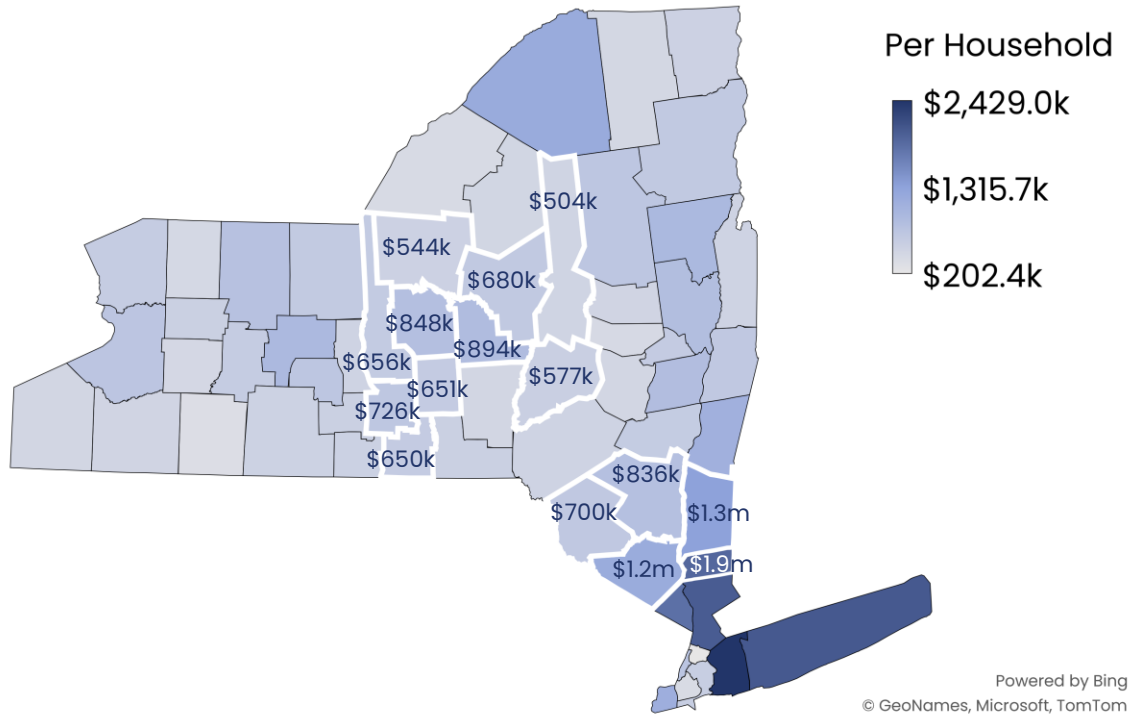 Per Household
$2,429.0k
$1,315.7k
$202.4k
$504k
$544k
$680k
$848k
$894k
$656k
$577k
$651k
$726k
$650k
$836k
$700k
$1.3m
$1.2m
$1.9m
Powered by Bing
© GeoNames, Microsoft, TomTom